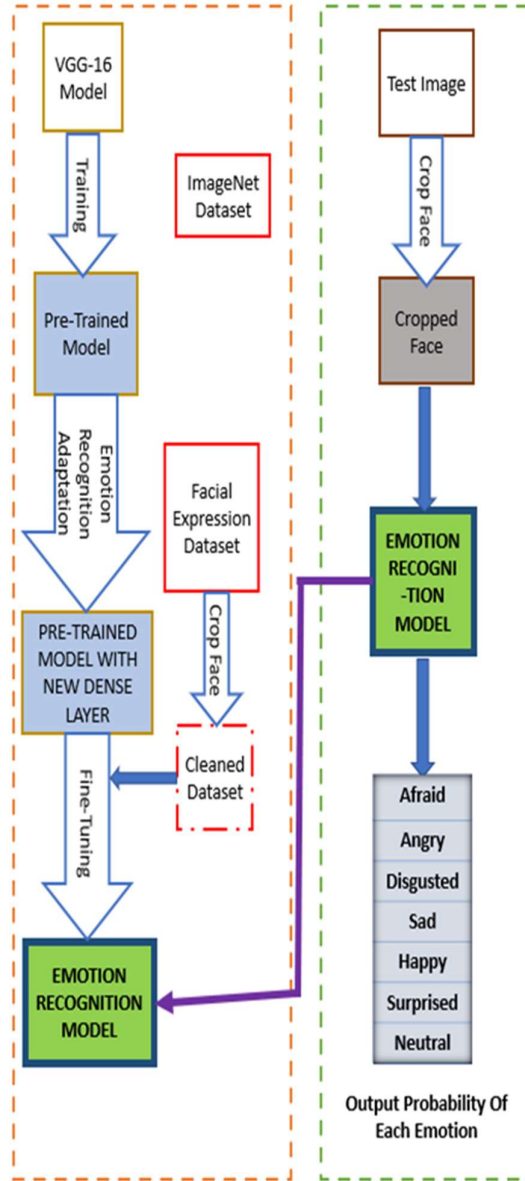 VGG-16
Model
Training
ImageNet
Dataset
Pre-Trained
Model
Emotion
Recognition
Adaptation
Facial
Expression
Dataset
Crop Face
PRE-TRAINED
MODEL WITH
NEW DENSE
LAYER
Cleaned
Dataset
Fine-Tuning
EMOTION
RECOGNITION
MODEL
Test Image
Crop Face
Cropped
Face
EMOTION
RECOGNI
-TION
MODEL
Afraid
Angry
Disgusted
Sad
Happy
Surprised
Neutral
Output Probability Of
Each Emotion